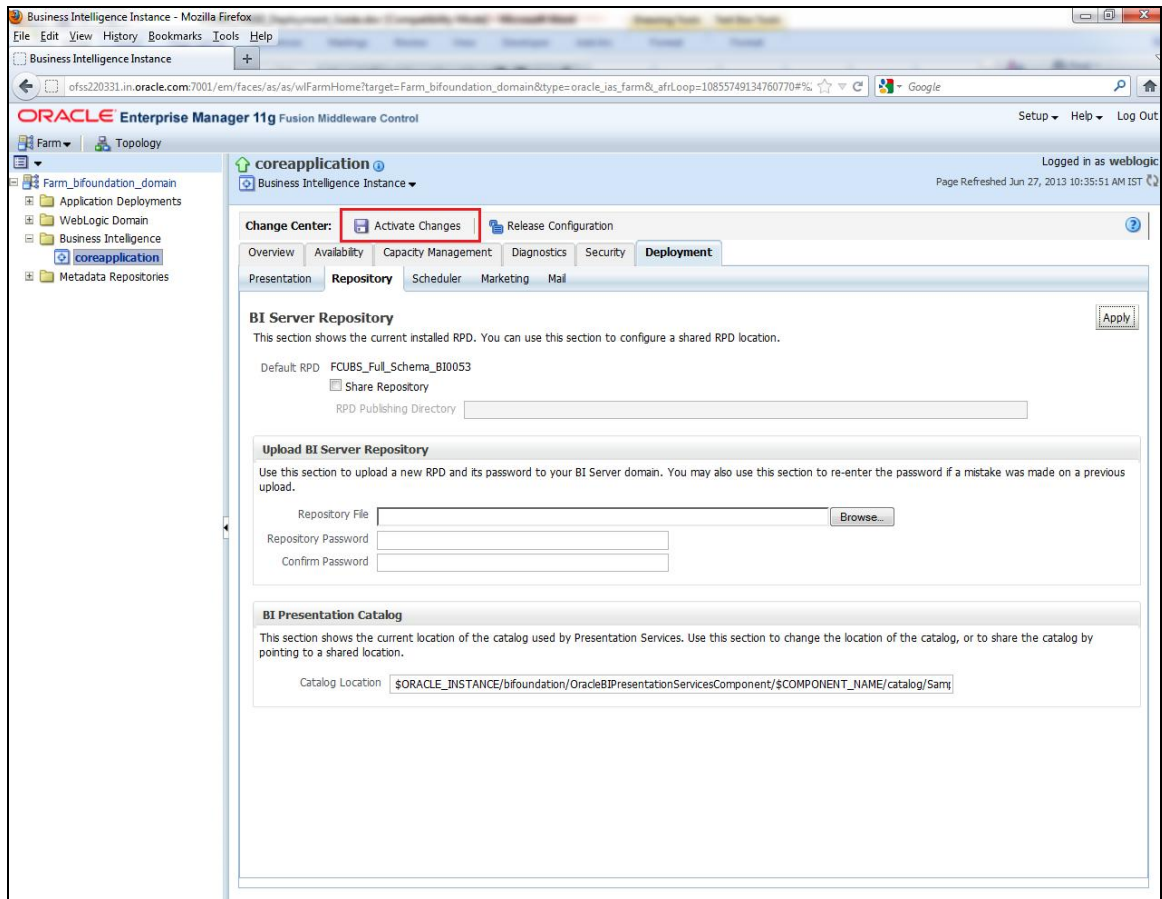 Business Intelligence Instance - Mozilla Firefox
File Edit View History Bookmarks Tools Help
Business Intelligence Instance
+
ofss220331.in.oracle.com:7001/em/faces/as/as/wlFarmHome?target=Farm_bifoundation_domain&type=oracle_ias_farm&_afrLoop=10855749134760770#%
Google
ORACLE Enterprise Manager 11g Fusion Middleware Control
Setup Help Log Out
Farm Topology
coreapplication
Logged in as weblogic
Business Intelligence Instance
Page Refreshed Jun 27, 2013 10:35:51 AM IST
Farm_bifoundation_domain
Application Deployments
WebLogic Domain
Business Intelligence
coreapplication
Metadata Repositories
Change Center: Activate Changes Release Configuration
Overview Availability Capacity Management Diagnostics Security Deployment
Presentation Repository Scheduler Marketing Mail
BI Server Repository
Apply
This section shows the current installed RPD. You can use this section to configure a shared RPD location.
Default RPD FCUBS_Full_Schema_BI0053
Share Repository
RPD Publishing Directory
Upload BI Server Repository
Use this section to upload a new RPD and its password to your BI Server domain. You may also use this section to re-enter the password if a mistake was made on a previous
upload.
Repository File
Browse...
Repository Password
Confirm Password
BI Presentation Catalog
This section shows the current location of the catalog used by Presentation Services. Use this section to change the location of the catalog, or to share the catalog by
pointing to a shared location.
Catalog Location $ORACLE_INSTANCE/bifoundation/OracleBIPresentationServicesComponent/$COMPONENT_NAME/catalog/Samp